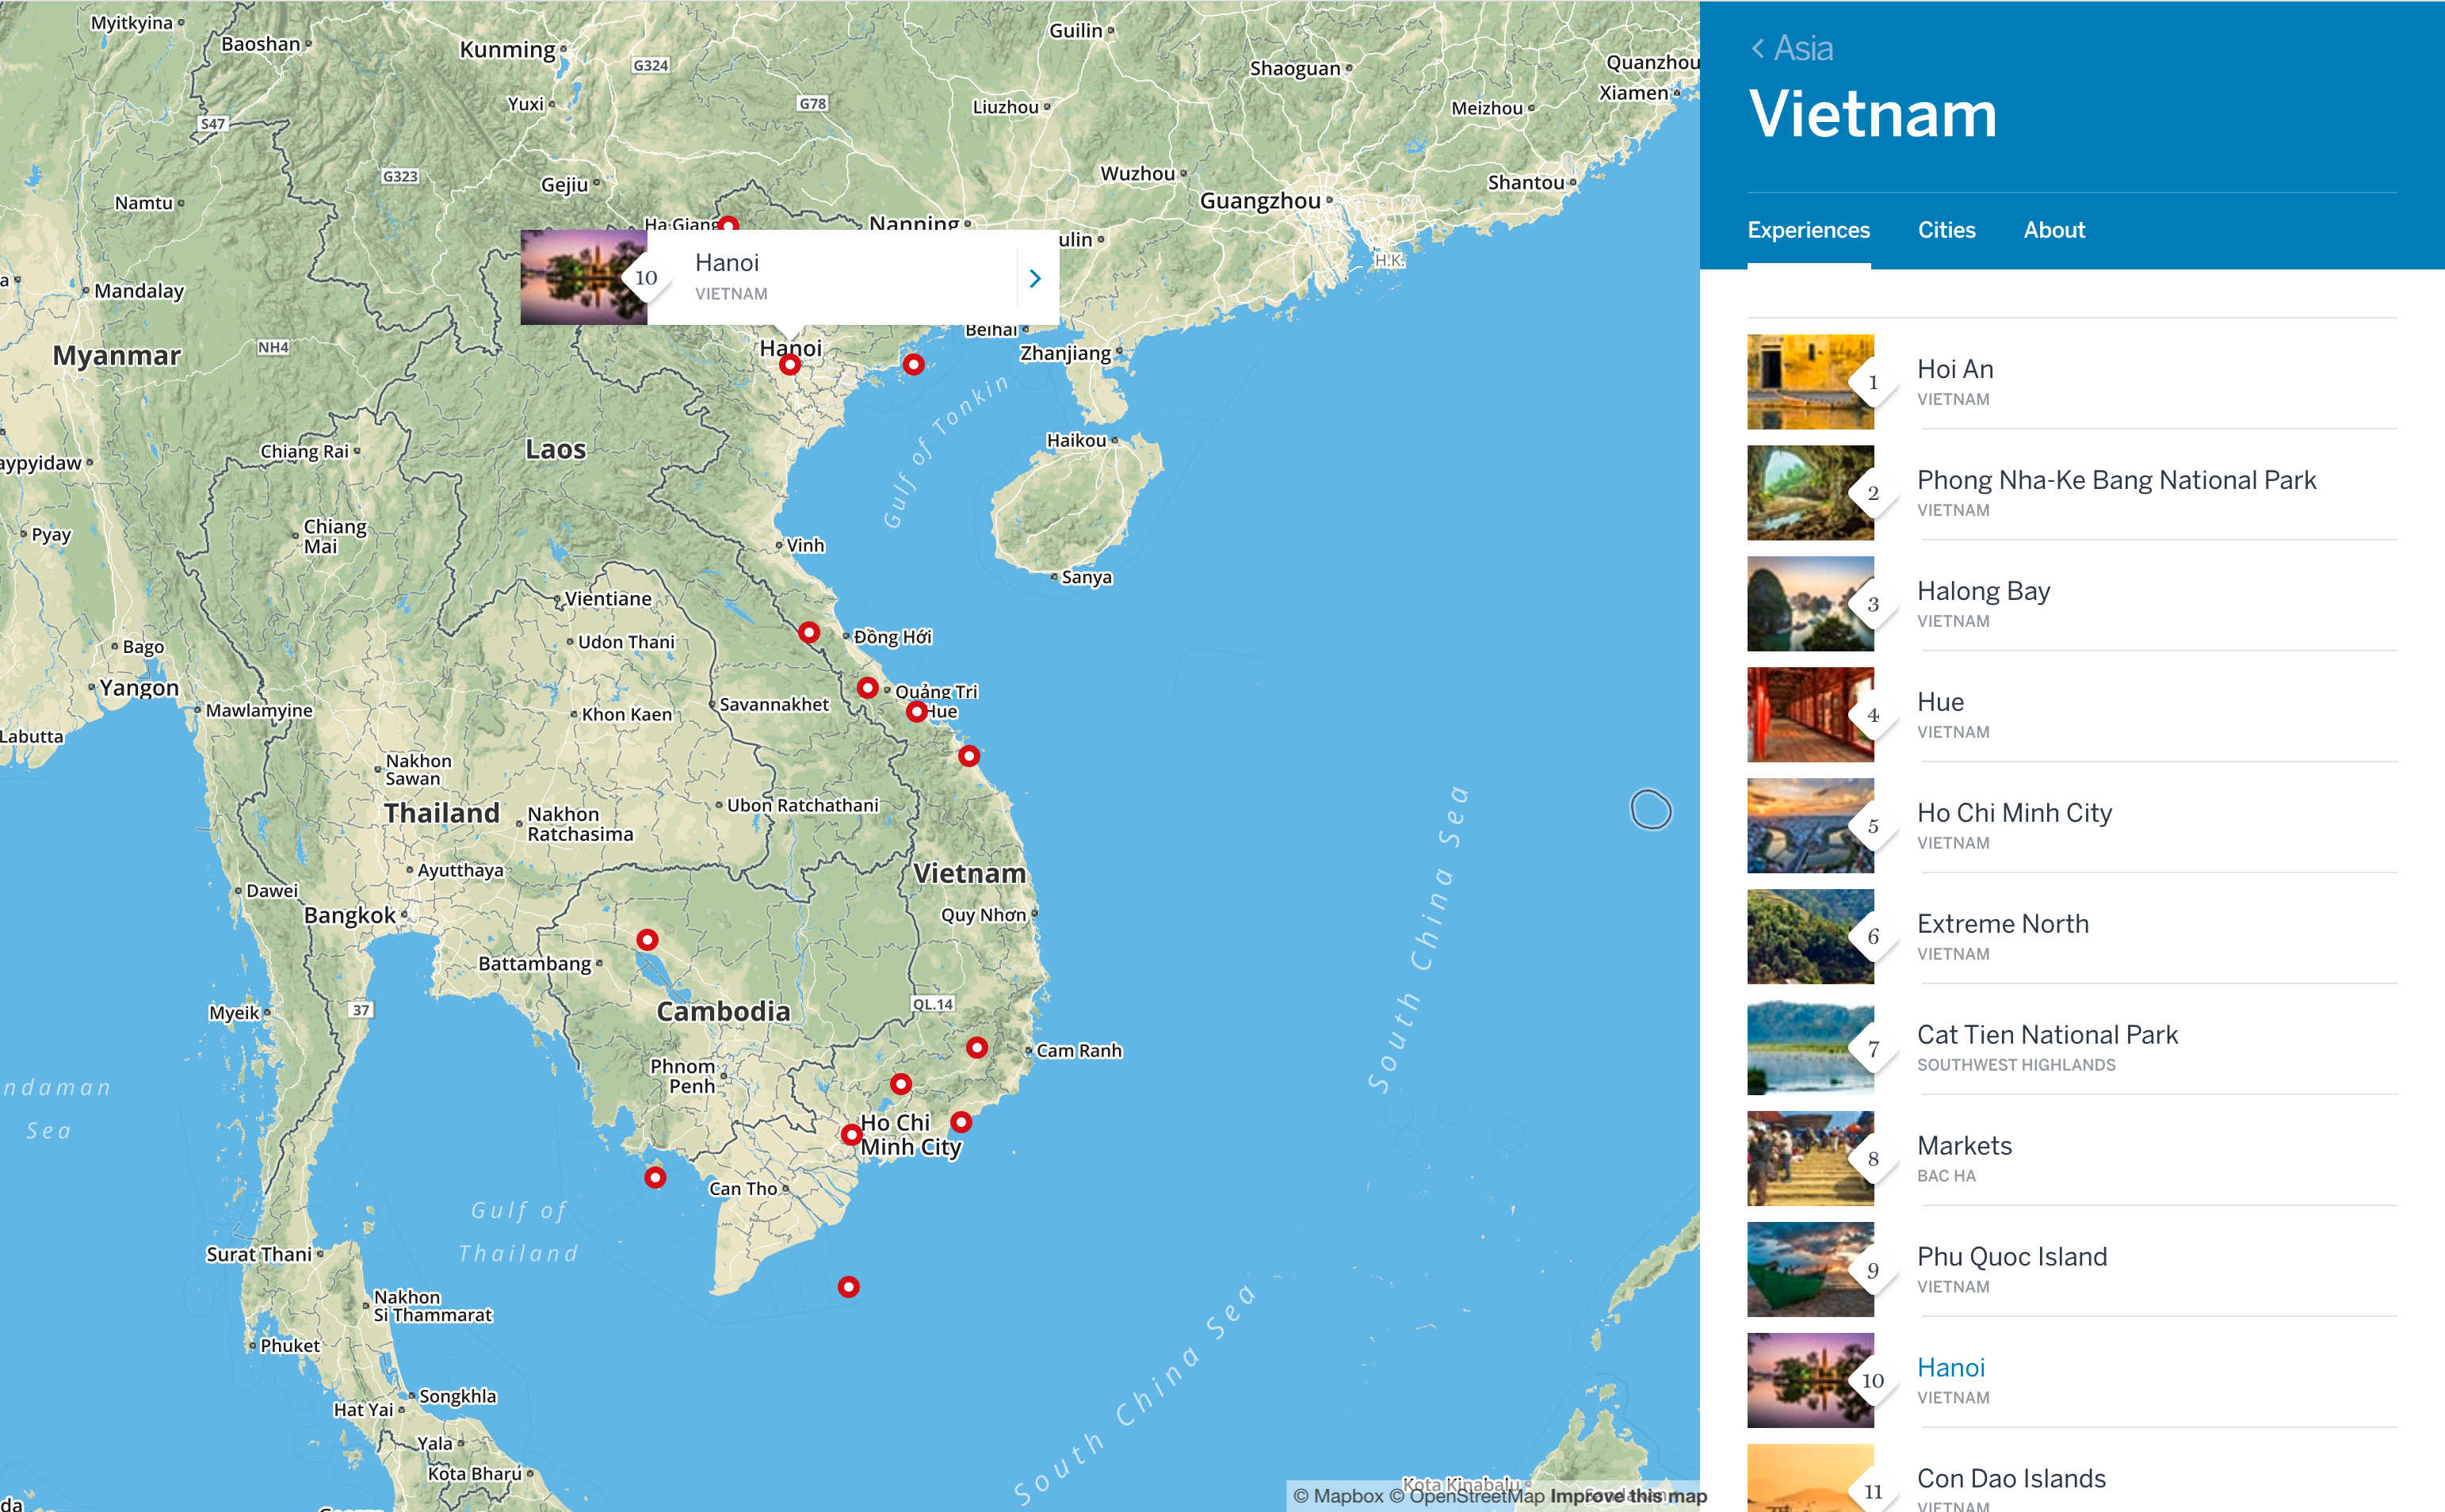 Myitkyina
Baoshan
Kunming
G324
Guilin
Shaoguan
Quanzhou
Xiamen
Yuxi
G78
Liuzhou
Meizhou
S47
G323
Gejiu
Wuzhou
Guangzhou
Shantou
Namtu
Ha Giang
Nanning
ulin
H.K.
10
Hanoi
VIETNAM
a
Mandalay
Beihai
Zhanjiang
Hanoi
Myanmar
NH4
Gulf of Tonkin
Haikou
Laos
Chiang Rai
aypyidaw
Pyay
Chiang
Mai
Vinh
Sanya
Vientiane
Udon Thani
Đồng Hới
Bago
Yangon
Mawlamyine
Khon Kaen
Savannakhet
Quảng Tri
Hue
Labutta
Nakhon
Sawan
Thailand
Nakhon
Ratchasima
Ubon Ratchathani
South China Sea
Ayutthaya
Vietnam
Dawei
Bangkok
Quy Nhơn
Battambang
Myeik
37
Cambodia
QL.14
Phnom
Penh
Cam Ranh
ndaman
Sea
Ho Chi
Minh City
Can Tho
Gulf of
Thailand
Surat Thani
Nakhon
Si Thammarat
Phuket
South China Sea
Songkhla
Hat Yai
Yala
Kota Bharu
da
Kota Kinabalu
© Mapbox © OpenStreetMap Improve this map
< Asia
Vietnam
Experiences Cities About
1
Hoi An
VIETNAM
2
Phong Nha-Ke Bang National Park
VIETNAM
3
Halong Bay
VIETNAM
4
Hue
VIETNAM
5
Ho Chi Minh City
VIETNAM
6
Extreme North
VIETNAM
7
Cat Tien National Park
SOUTHWEST HIGHLANDS
8
Markets
BAC HA
9
Phu Quoc Island
VIETNAM
10
Hanoi
VIETNAM
11
Con Dao Islands
VIETNAM